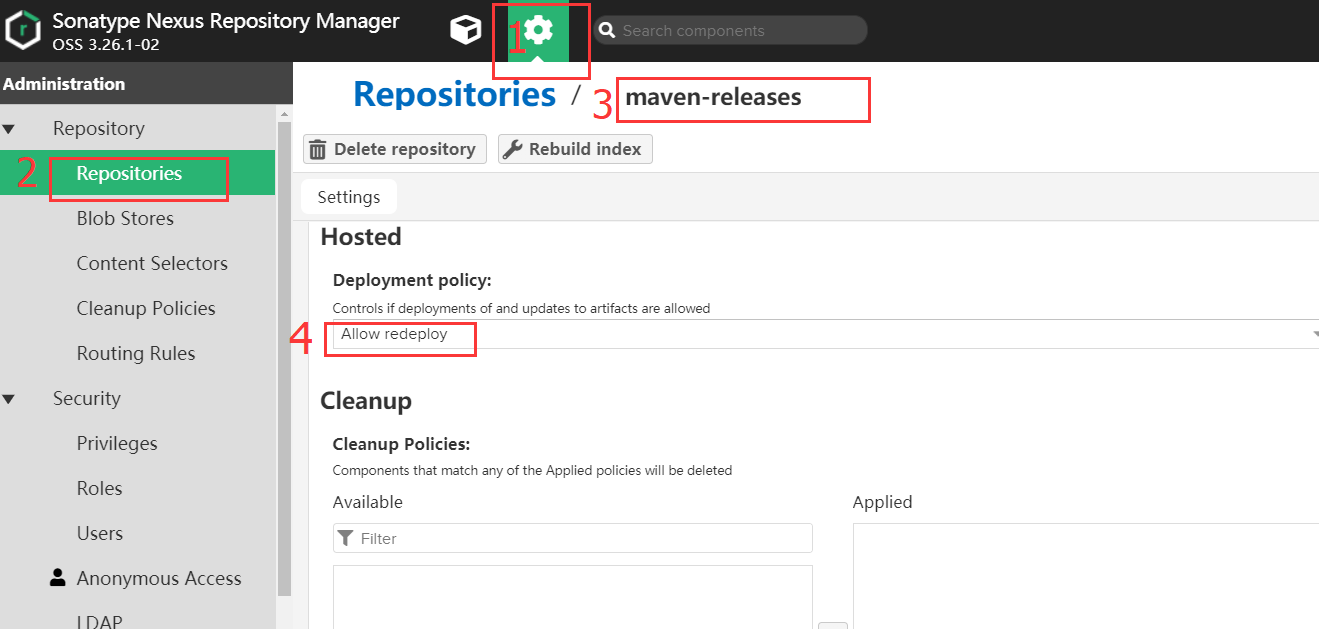 Sonatype Nexus Repository Manager
OSS 3.26.1-02
1
Search components
Administration
Repository
2
Repositories
Blob Stores
Content Selectors
Cleanup Policies
Routing Rules
Security
Privileges
Roles
Users
Anonymous Access
LDAP
Repositories / 3 maven-releases
Delete repository
Rebuild index
Settings
Hosted
Deployment policy:
Controls if deployments of and updates to artifacts are allowed
4 Allow redeploy
Cleanup
Cleanup Policies:
Components that match any of the Applied policies will be deleted
Available
Applied
Filter